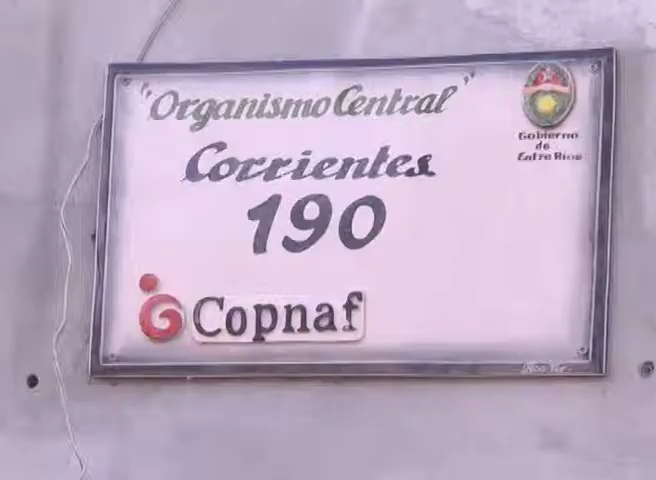 "Organismo Central"
Corrientes
190
Gobierno
de
Entre Ríos
Copnaf